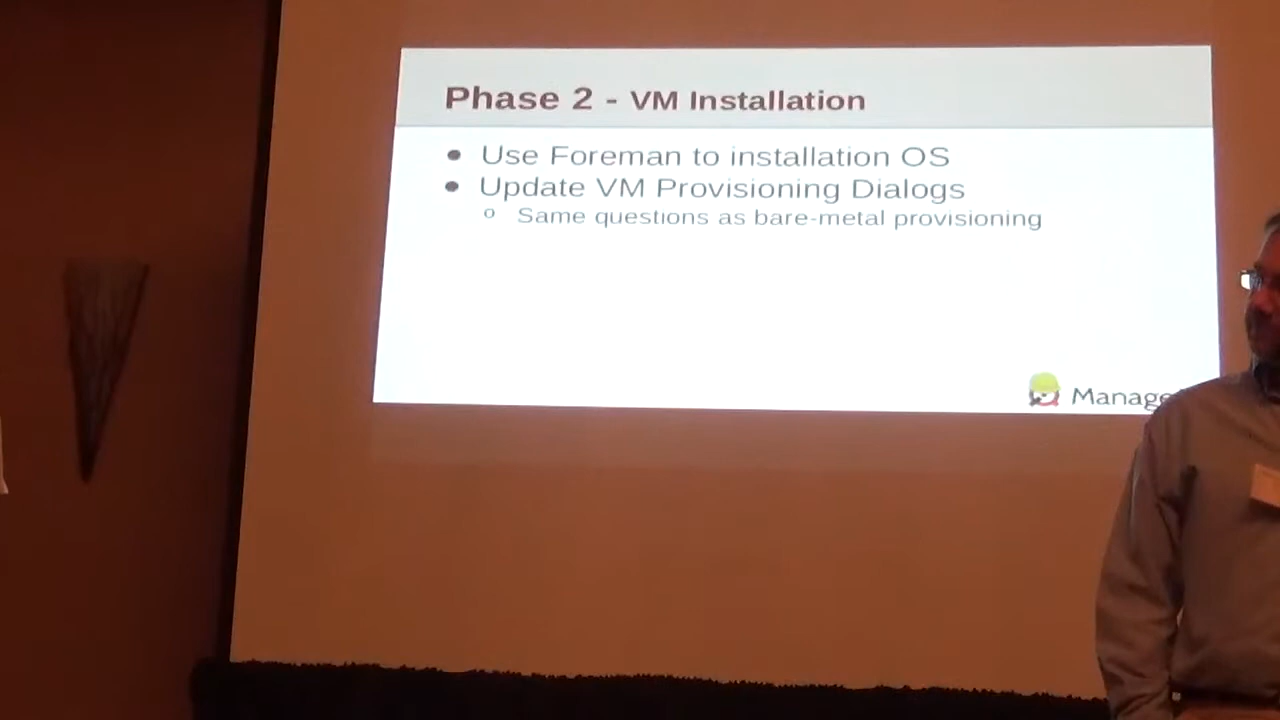 Phase 2 - VM Installation
● Use Foreman to installation OS
● Update VM Provisioning Dialogs
o Same questions as bare-metal provisioning